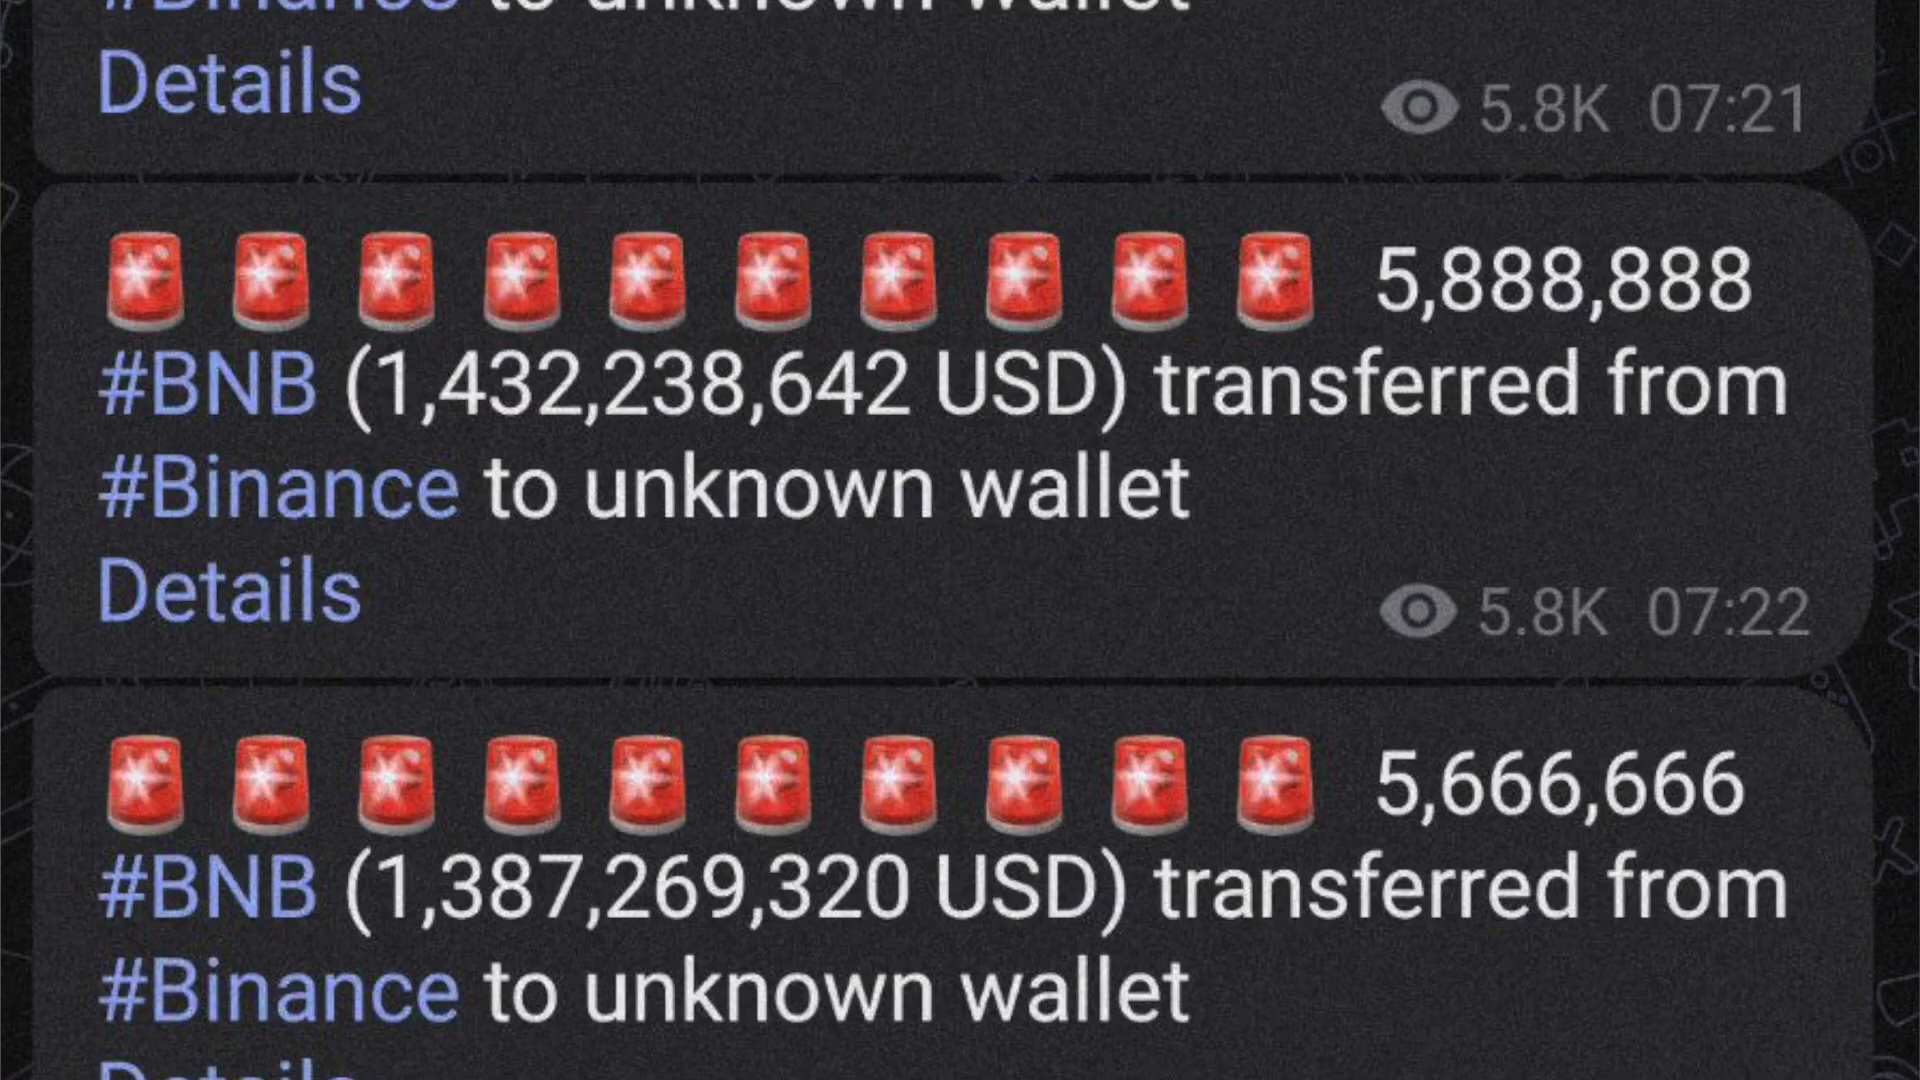 #Binance to unknown wallet
Details
5.8K 07:21
🚨 🚨 🚨 🚨 🚨 🚨 🚨 🚨 🚨 🚨 5,888,888
#BNB (1,432,238,642 USD) transferred from
#Binance to unknown wallet
Details
5.8K 07:22
🚨 🚨 🚨 🚨 🚨 🚨 🚨 🚨 🚨 🚨 5,666,666
#BNB (1,387,269,320 USD) transferred from
#Binance to unknown wallet
Details